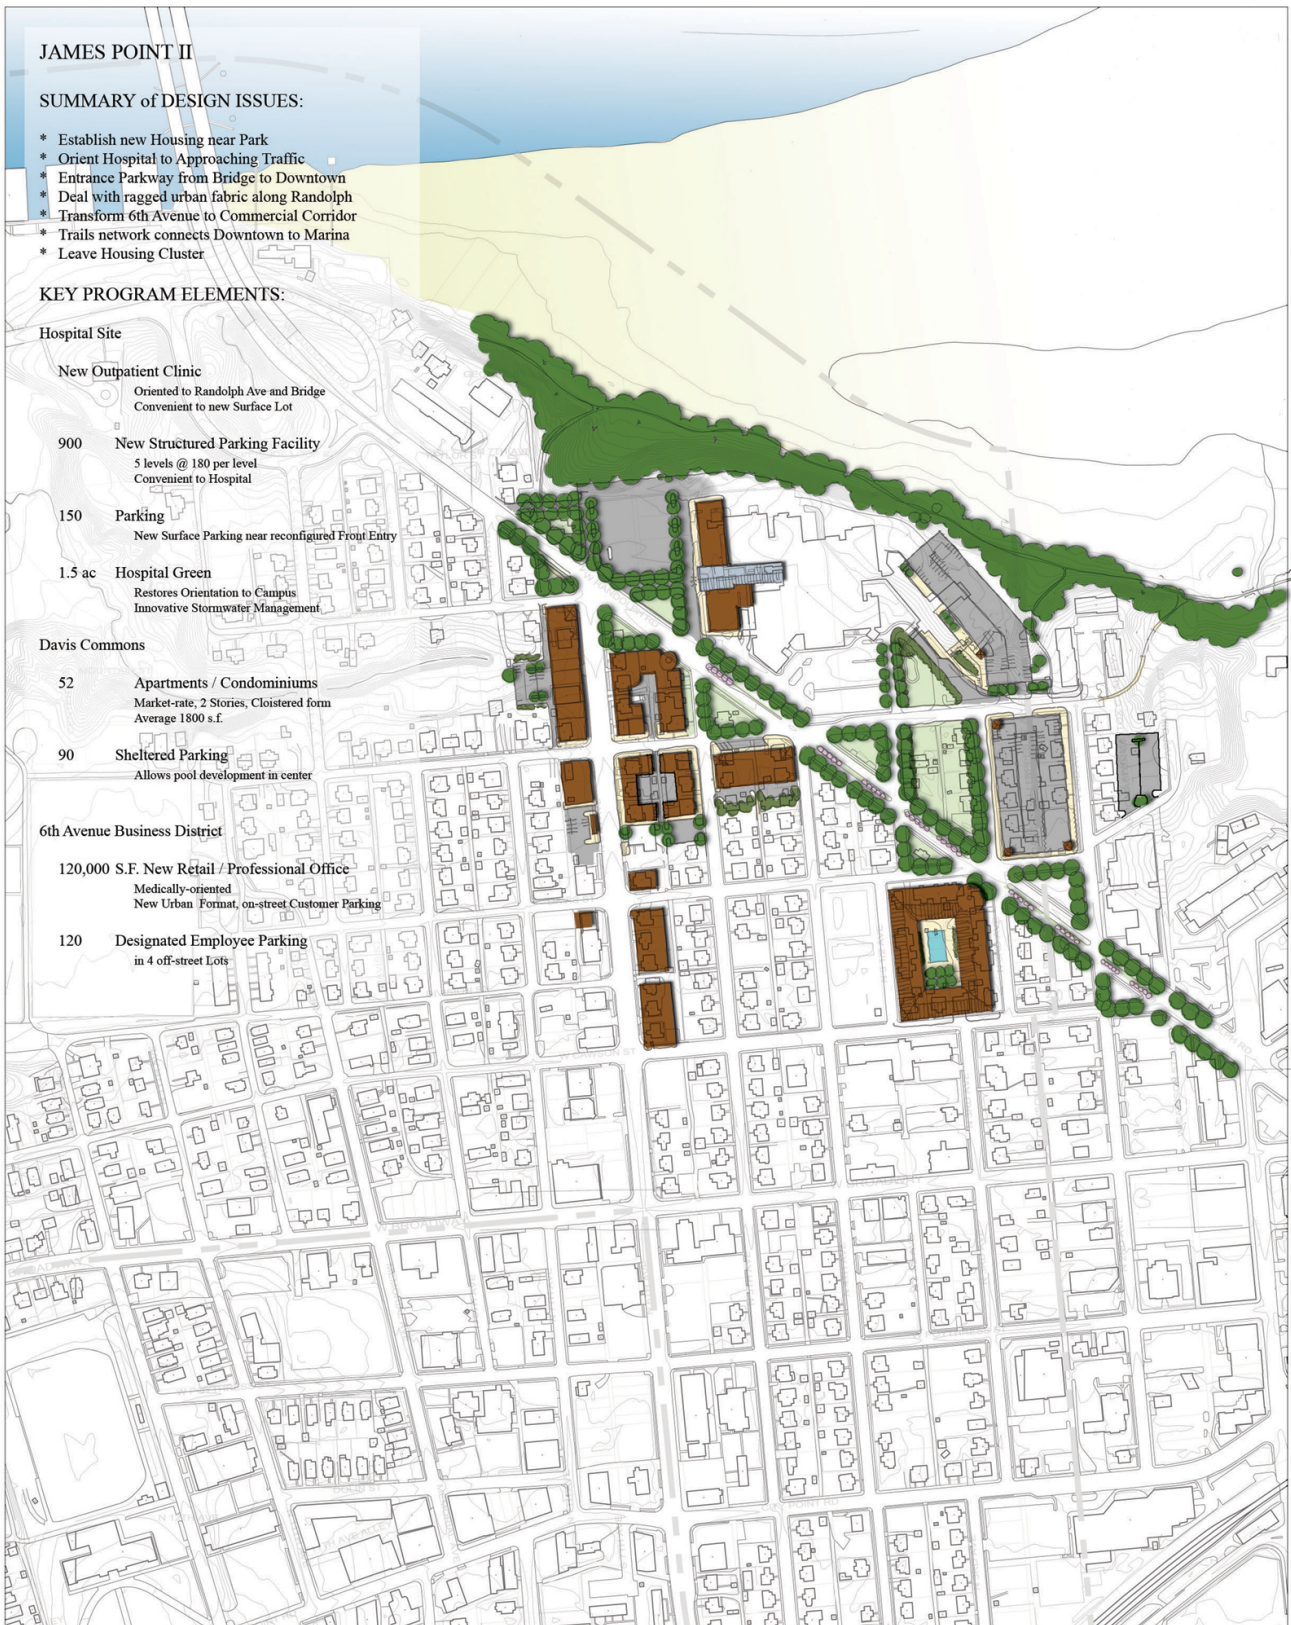 JAMES POINT II
SUMMARY of DESIGN ISSUES:
* Establish new Housing near Park
* Orient Hospital to Approaching Traffic
* Entrance Parkway from Bridge to Downtown
* Deal with ragged urban fabric along Randolph
* Transform 6th Avenue to Commercial Corridor
* Trails network connects Downtown to Marina
* Leave Housing Cluster
KEY PROGRAM ELEMENTS:
Hospital Site
New Outpatient Clinic
Oriented to Randolph Ave and Bridge
Convenient to new Surface Lot
900 New Structured Parking Facility
5 levels @ 180 per level
Convenient to Hospital
150 Parking
New Surface Parking near reconfigured Front Entry
1.5 ac Hospital Green
Restores Orientation to Campus
Innovative Stormwater Management
Davis Commons
52 Apartments / Condominiums
Market-rate, 2 Stories, Cloistered form
Average 1800 s.f.
90 Sheltered Parking
Allows pool development in center
6th Avenue Business District
120,000 S.F. New Retail / Professional Office
Medically-oriented
New Urban Format, on-street Customer Parking
120 Designated Employee Parking
in 4 off-street Lots
W BROADWAY